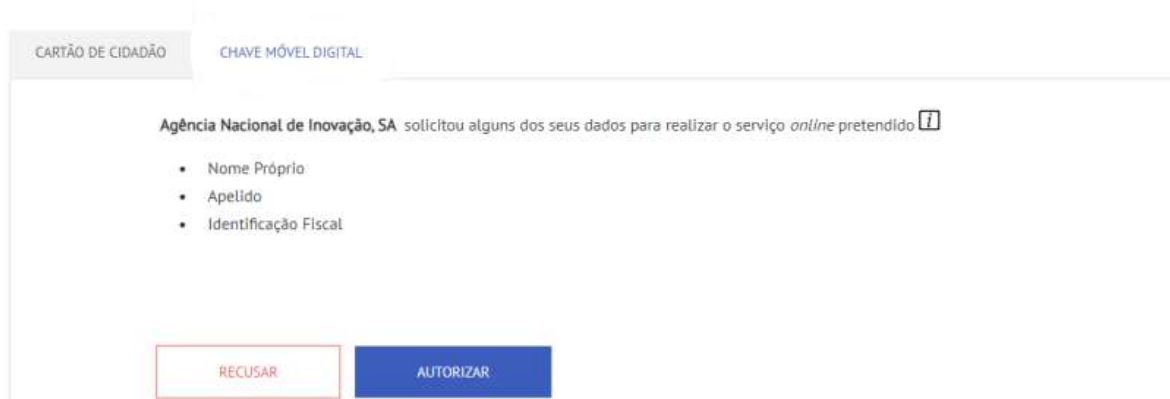 CARTÃO DE CIDADÃO CHAVE MÓVEL DIGITAL
Agência Nacional de Inovação, SA solicitou alguns dos seus dados para realizar o serviço online pretendido i
• Nome Próprio
• Apelido
• Identificação Fiscal
RECUSAR AUTORIZAR